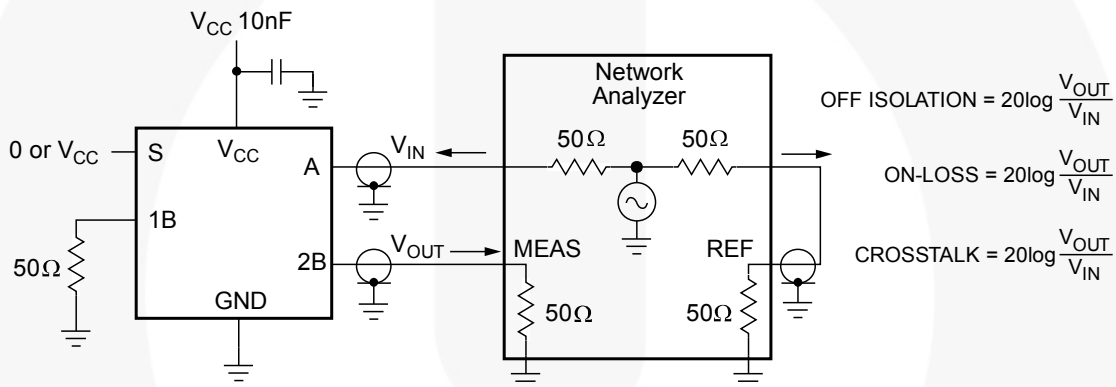 V_CC 10nF
Network
Analyzer
OFF ISOLATION = 20log V_OUT / V_IN
50Ω 50Ω
0 or V_CC S V_CC A V_IN
ON-LOSS = 20log V_OUT / V_IN
1B
50Ω
2B V_OUT MEAS REF
CROSSTALK = 20log V_OUT / V_IN
GND
50Ω 50Ω